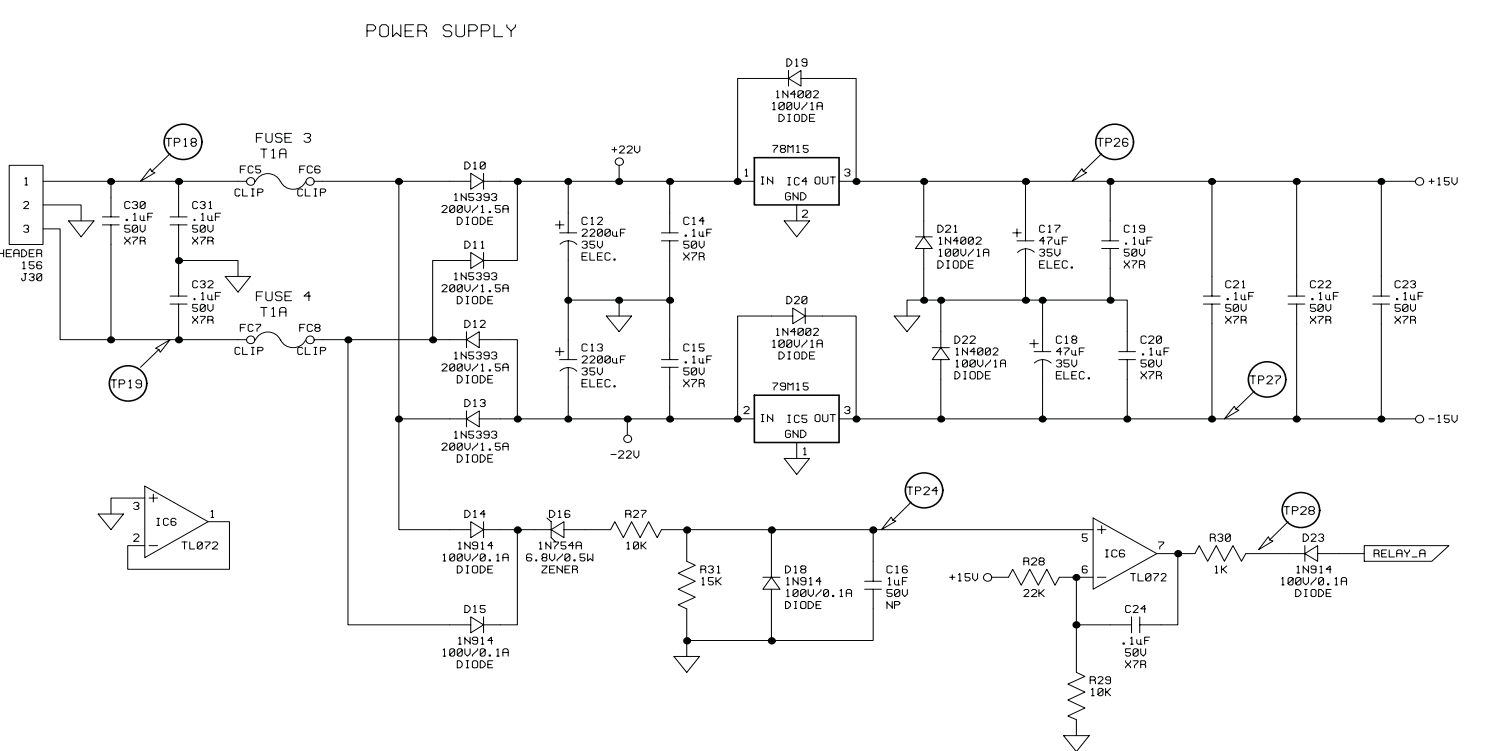 POWER SUPPLY
D19
1N4002
100V/1A
DIODE
TP18
FUSE 3
T1A
FC5
FC6
CLIP
CLIP
TP26
+22V
78M15
1
IN
IC4
OUT
3
GND
2
D10
1N5393
200V/1.5A
DIODE
+15V
1
2
3
HEADER
156
J30
C30
.1uF
50V
X7R
C31
.1uF
50V
X7R
C32
.1uF
50V
X7R
D11
1N5393
200V/1.5A
DIODE
+
C12
2200uF
35V
ELEC.
C14
.1uF
50V
X7R
D21
1N4002
100V/1A
DIODE
+
C17
47uF
35V
ELEC.
C19
.1uF
50V
X7R
C21
.1uF
50V
X7R
C22
.1uF
50V
X7R
C23
.1uF
50V
X7R
FUSE 4
T1A
FC7
FC8
CLIP
CLIP
TP19
D12
1N5393
200V/1.5A
DIODE
+
C13
2200uF
35V
ELEC.
C15
.1uF
50V
X7R
D20
1N4002
100V/1A
DIODE
D22
1N4002
100V/1A
DIODE
+
C18
47uF
35V
ELEC.
C20
.1uF
50V
X7R
TP27
79M15
2
IN
IC5
OUT
3
GND
1
D13
1N5393
200V/1.5A
DIODE
-22V
-15V
3
+
2
-
IC6
1
TL072
D14
1N914
100V/0.1A
DIODE
D16
1N754A
6.8V/0.5W
ZENER
R27
10K
TP24
R31
15K
D18
1N914
100V/0.1A
DIODE
C16
1uF
50V
NP
D15
1N914
100V/0.1A
DIODE
+15V
R28
22K
5
+
6
-
IC6
7
TL072
C24
.1uF
50V
X7R
R29
10K
R30
1K
TP28
D23
1N914
100V/0.1A
DIODE
RELAY_A